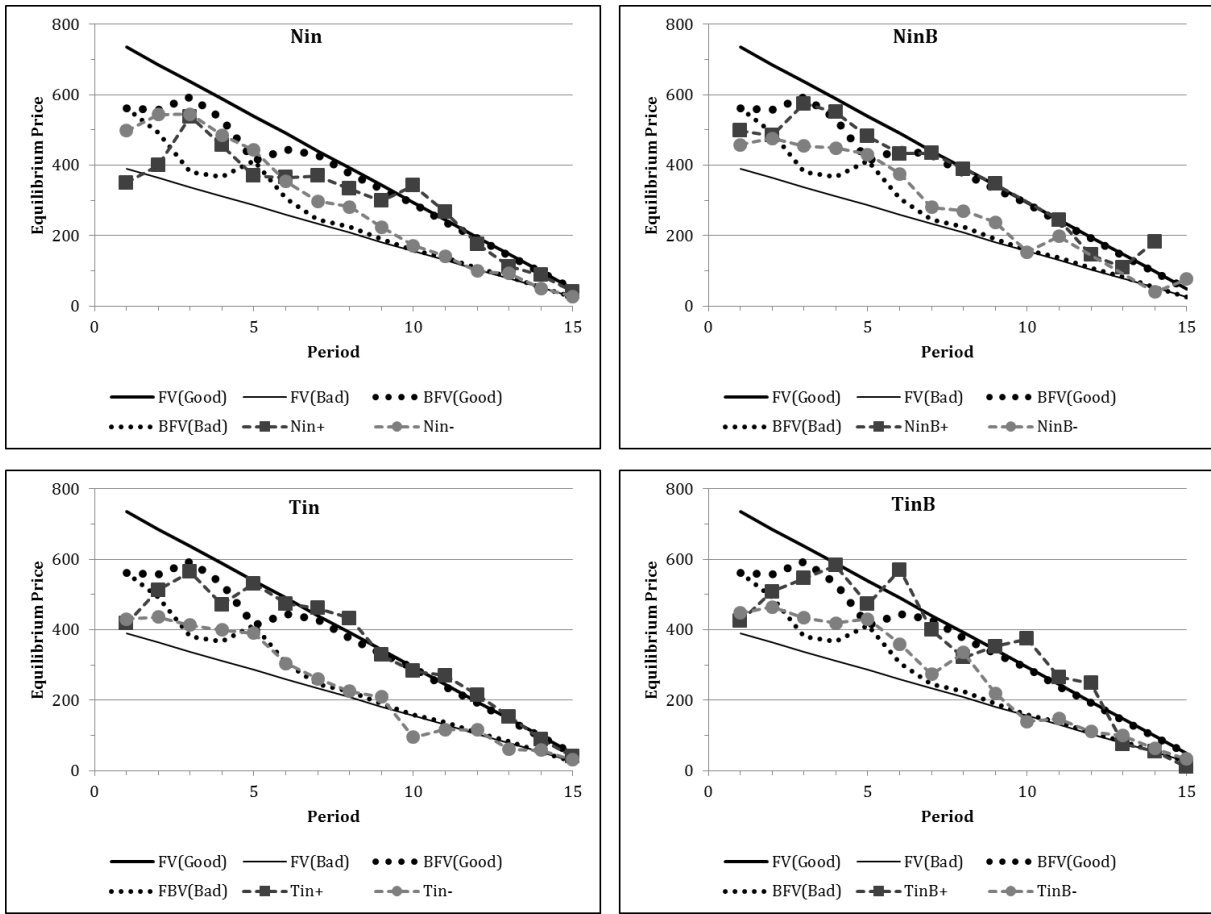 Nin
Equilibrium Price
800
600
400
200
0
0 5 10 15
Period
FV(Good) FV(Bad) BFV(Good)
BFV(Bad) Nin+ Nin-
NinB
Equilibrium Price
800
600
400
200
0
0 5 10 15
Period
FV(Good) FV(Bad) BFV(Good)
BFV(Bad) NinB+ NinB-
Tin
Equilibrium Price
800
600
400
200
0
0 5 10 15
Period
FV(Good) FV(Bad) BFV(Good)
FBV(Bad) Tin+ Tin-
TinB
Equilibrium Price
800
600
400
200
0
0 5 10 15
Period
FV(Good) FV(Bad) BFV(Good)
BFV(Bad) TinB+ TinB-